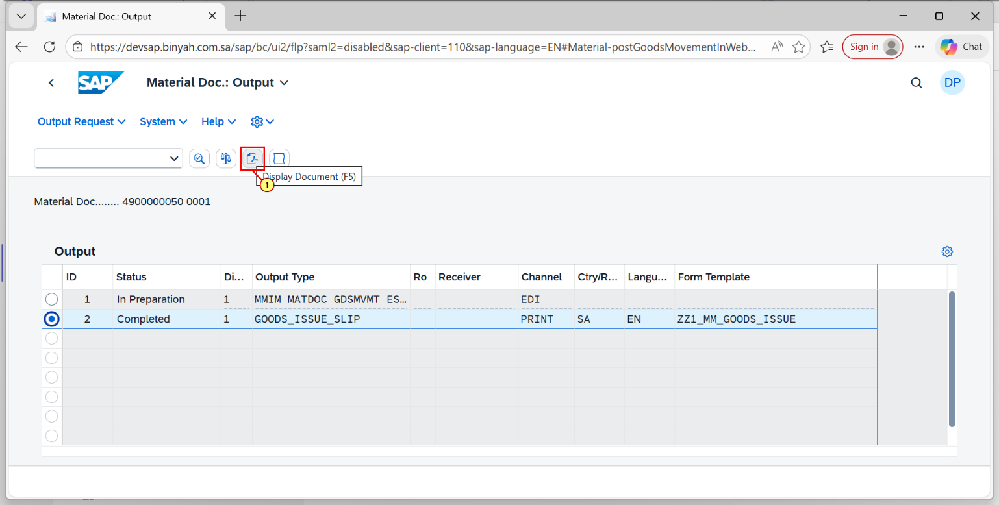 Material Doc.: Output
https://devsap.binyah.com.sa/sap/bc/ui2/flp?saml2=disabled&sap-client=110&sap-language=EN#Material-postGoodsMovementInWeb...
Sign in
Chat
SAP
Material Doc.: Output
DP
Output Request
System
Help
Display Document (F5)
1
Material Doc........ 4900000050 0001
Output
ID Status Di... Output Type Ro Receiver Channel Ctry/R... Langu... Form Template
1 In Preparation 1 MMIM_MATDOC_GDSMVMT_ES... EDI
2 Completed 1 GOODS_ISSUE_SLIP PRINT SA EN ZZ1_MM_GOODS_ISSUE